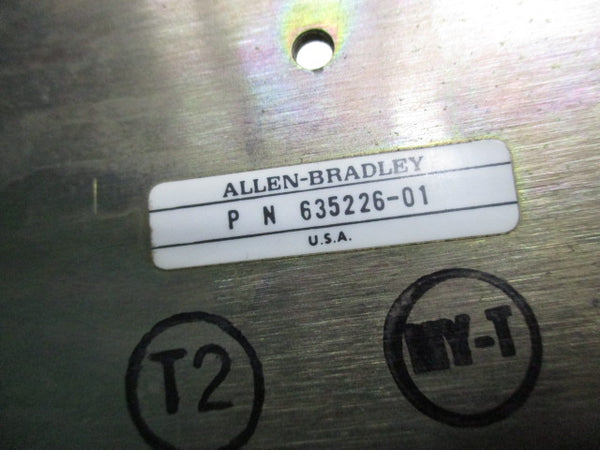 ALLEN-BRADLEY
P N 635226-01
U.S.A.
T2